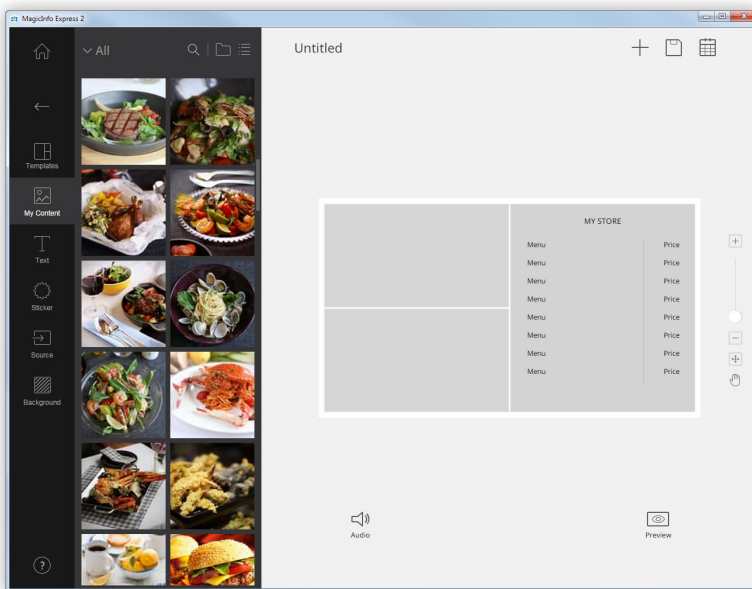 MagicInfo Express 2
All
Untitled
Templates
My Content
Text
Sticker
Source
Background
?
MY STORE
Menu Price
Menu Price
Menu Price
Menu Price
Menu Price
Menu Price
Menu Price
Menu Price
Audio
Preview